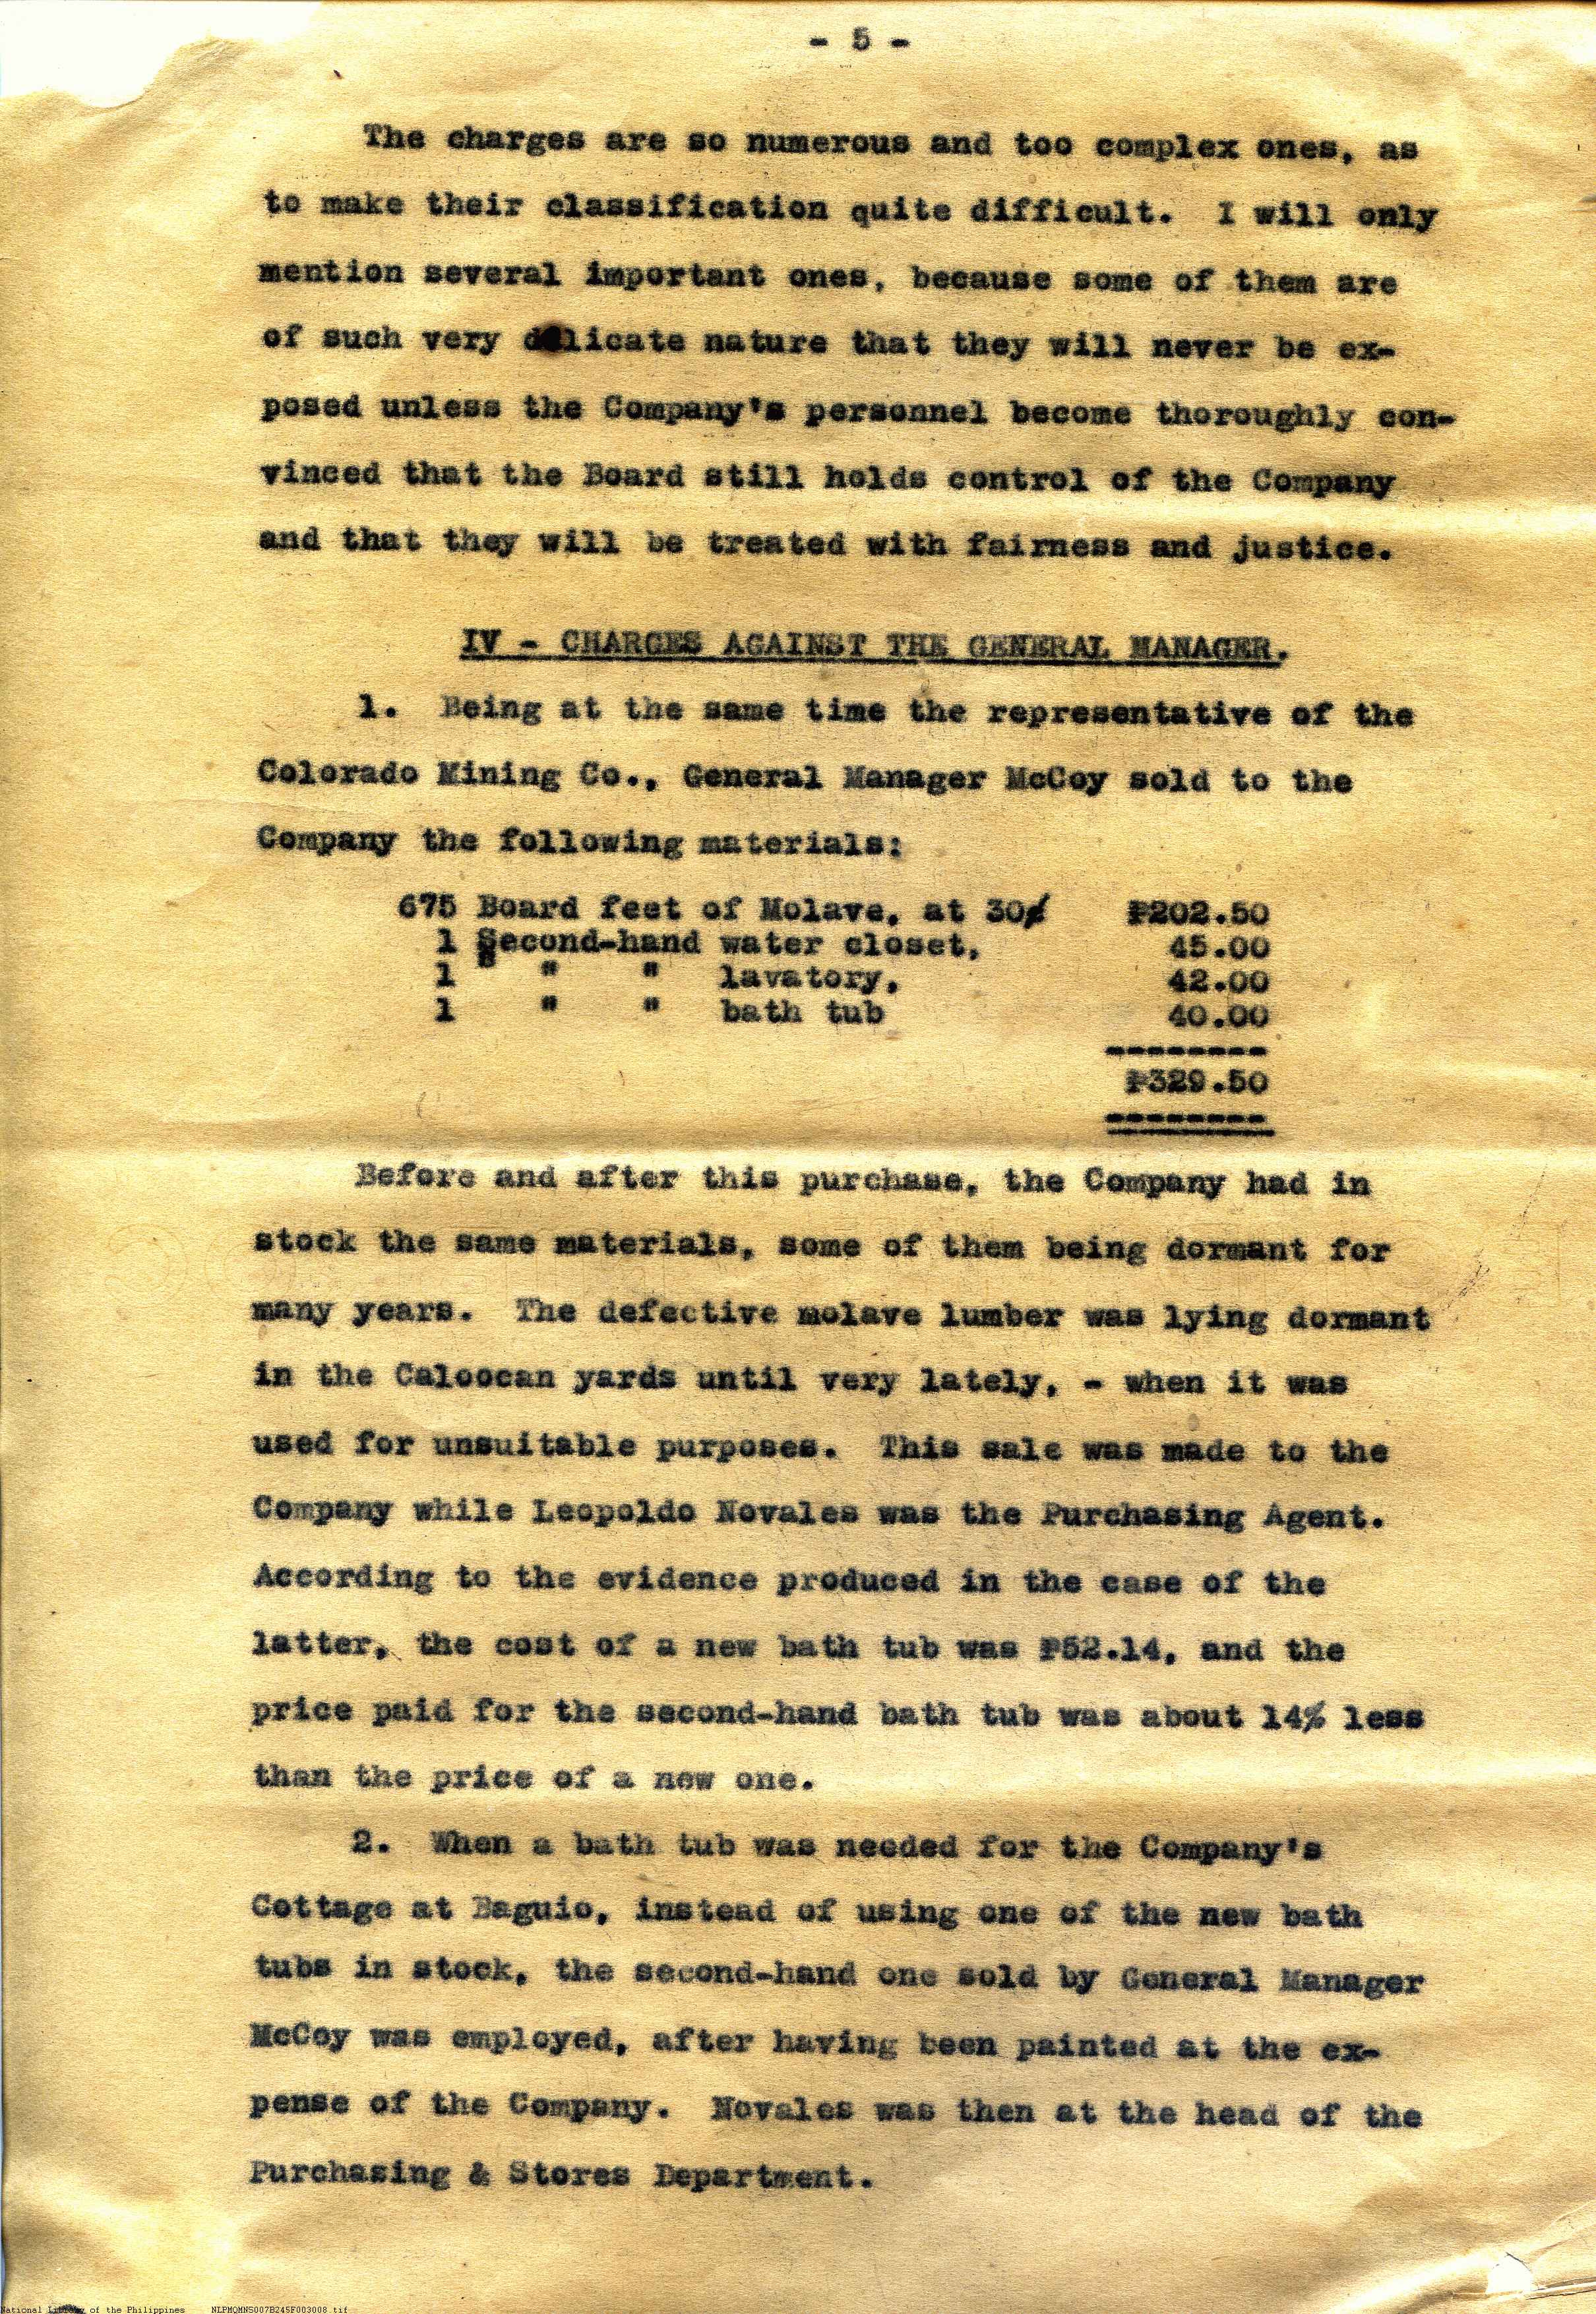 - 5 -
The charges are so numerous and too complex ones, as
to make their classification quite difficult. I will only
mention several important ones, because some of them are
of such very delicate nature that they will never be ex-
posed unless the Company's personnel become thoroughly con-
vinced that the Board still holds control of the Company
and that they will be treated with fairness and justice.
IV - CHARGES AGAINST THE GENERAL MANAGER.
1. Being at the same time the representative of the
Colorado Mining Co., General Manager McCoy sold to the
Company the following materials:
675 Board feet of Molave, at 30¢ ₱202.50
1 Second-hand water closet, 45.00
1 " " lavatory, 42.00
1 " " bath tub 40.00
--------
₱329.50
--------
Before and after this purchase, the Company had in
stock the same materials, some of them being dormant for
many years. The defective molave lumber was lying dormant
in the Caloocan yards until very lately, - when it was
used for unsuitable purposes. This sale was made to the
Company while Leopoldo Novales was the Purchasing Agent.
According to the evidence produced in the case of the
latter, the cost of a new bath tub was ₱52.14, and the
price paid for the second-hand bath tub was about 14% less
than the price of a new one.
2. When a bath tub was needed for the Company's
Cottage at Baguio, instead of using one of the new bath
tubs in stock, the second-hand one sold by General Manager
McCoy was employed, after having been painted at the ex-
pense of the Company. Novales was then at the head of the
Purchasing & Stores Department.
National Library of the Philippines NLPMQMNS007B245F003008.tif